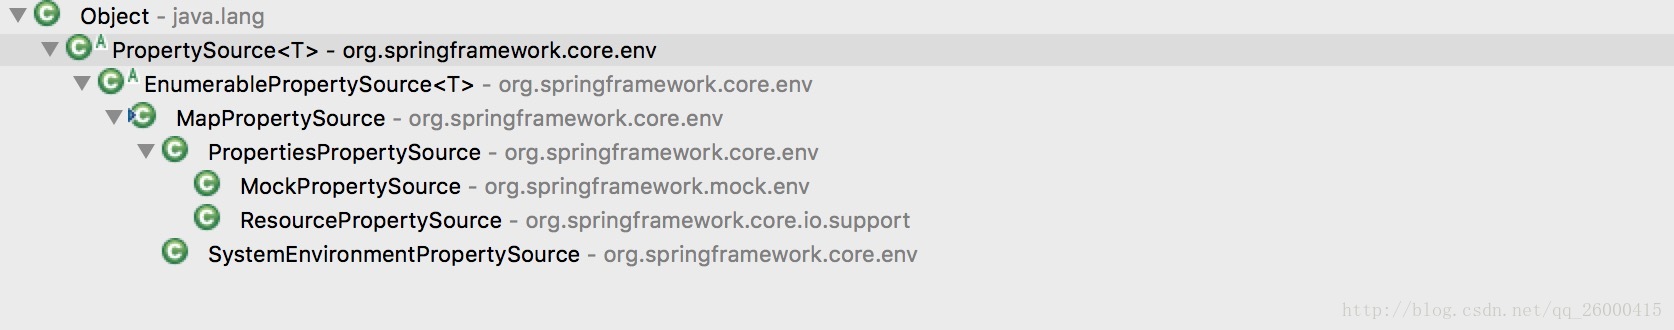 Object - java.lang
A PropertySource<T> - org.springframework.core.env
A EnumerablePropertySource<T> - org.springframework.core.env
MapPropertySource - org.springframework.core.env
PropertiesPropertySource - org.springframework.core.env
MockPropertySource - org.springframework.mock.env
ResourcePropertySource - org.springframework.core.io.support
SystemEnvironmentPropertySource - org.springframework.core.env
http://blog.csdn.net/qq_26000415